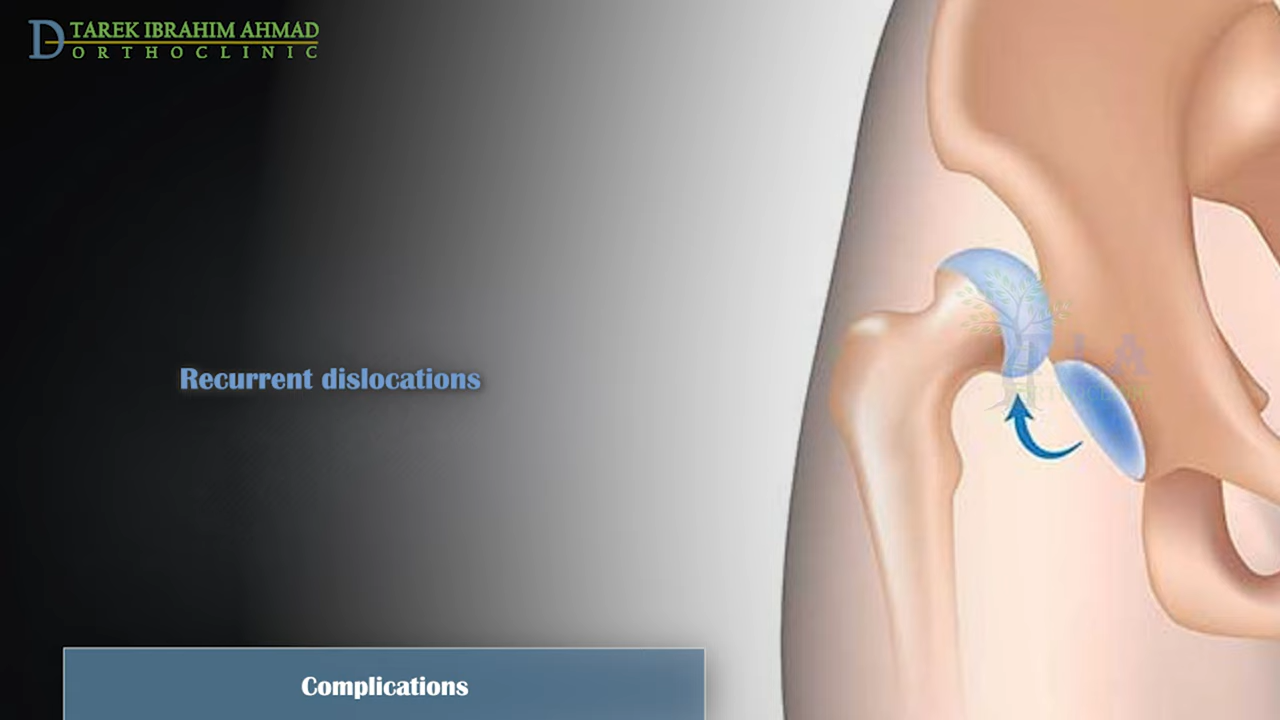 TAREK IBRAHIM AHMAD
ORTHOCLINIC
Recurrent dislocations
Complications